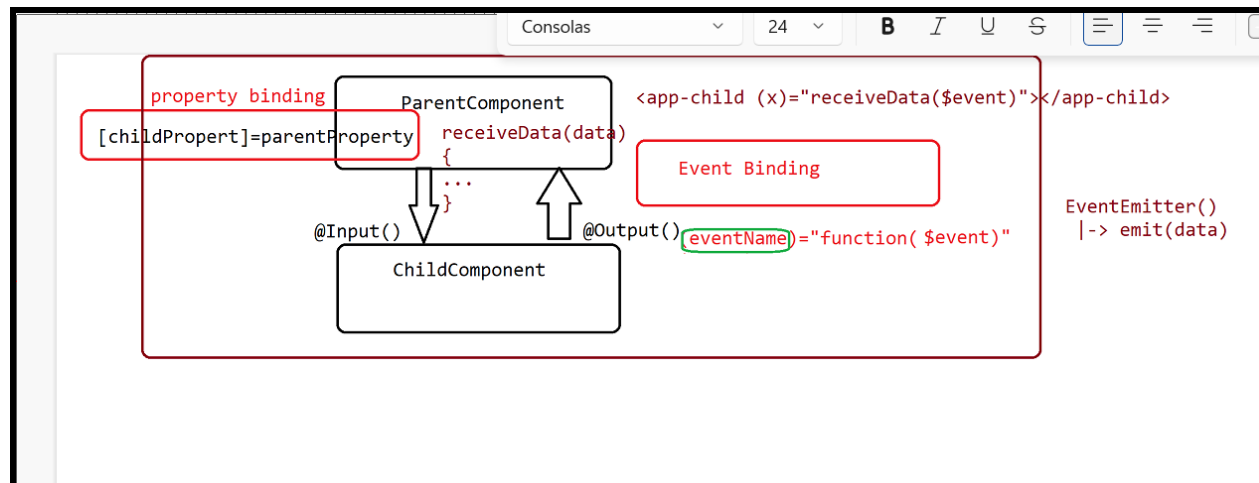 Consolas 24 B I U S
property binding
ParentComponent
<app-child (x)="receiveData($event)"></app-child>
[childPropert]=parentProperty
receiveData(data)
{
...
}
Event Binding
@Input()
@Output()
(eventName)="function( $event)"
EventEmitter()
|-> emit(data)
ChildComponent